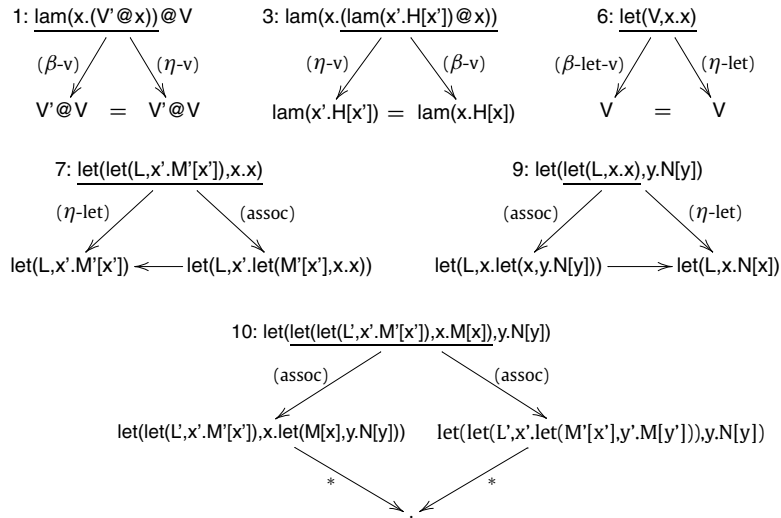 1: lam(x.(V'@x))@V 3: lam(x.(lam(x'.H[x'])@x)) 6: let(V,x.x)
(β-v) (η-v) (η-v) (β-v) (β-let-v) (η-let)
V'@V = V'@V lam(x'.H[x']) = lam(x.H[x]) V = V
7: let(let(L,x'.M'[x']),x.x) 9: let(let(L,x.x),y.N[y])
(η-let) (assoc) (assoc) (η-let)
let(L,x'.M'[x']) let(L,x'.let(M'[x'],x.x)) let(L,x.let(x,y.N[y])) let(L,x.N[x])
10: let(let(let(L',x'.M'[x']),x.M[x]),y.N[y])
(assoc) (assoc)
let(let(L',x'.M'[x']),x.let(M[x],y.N[y])) let(let(L',x'.let(M'[x'],y'.M[y'])),y.N[y])
* *
.